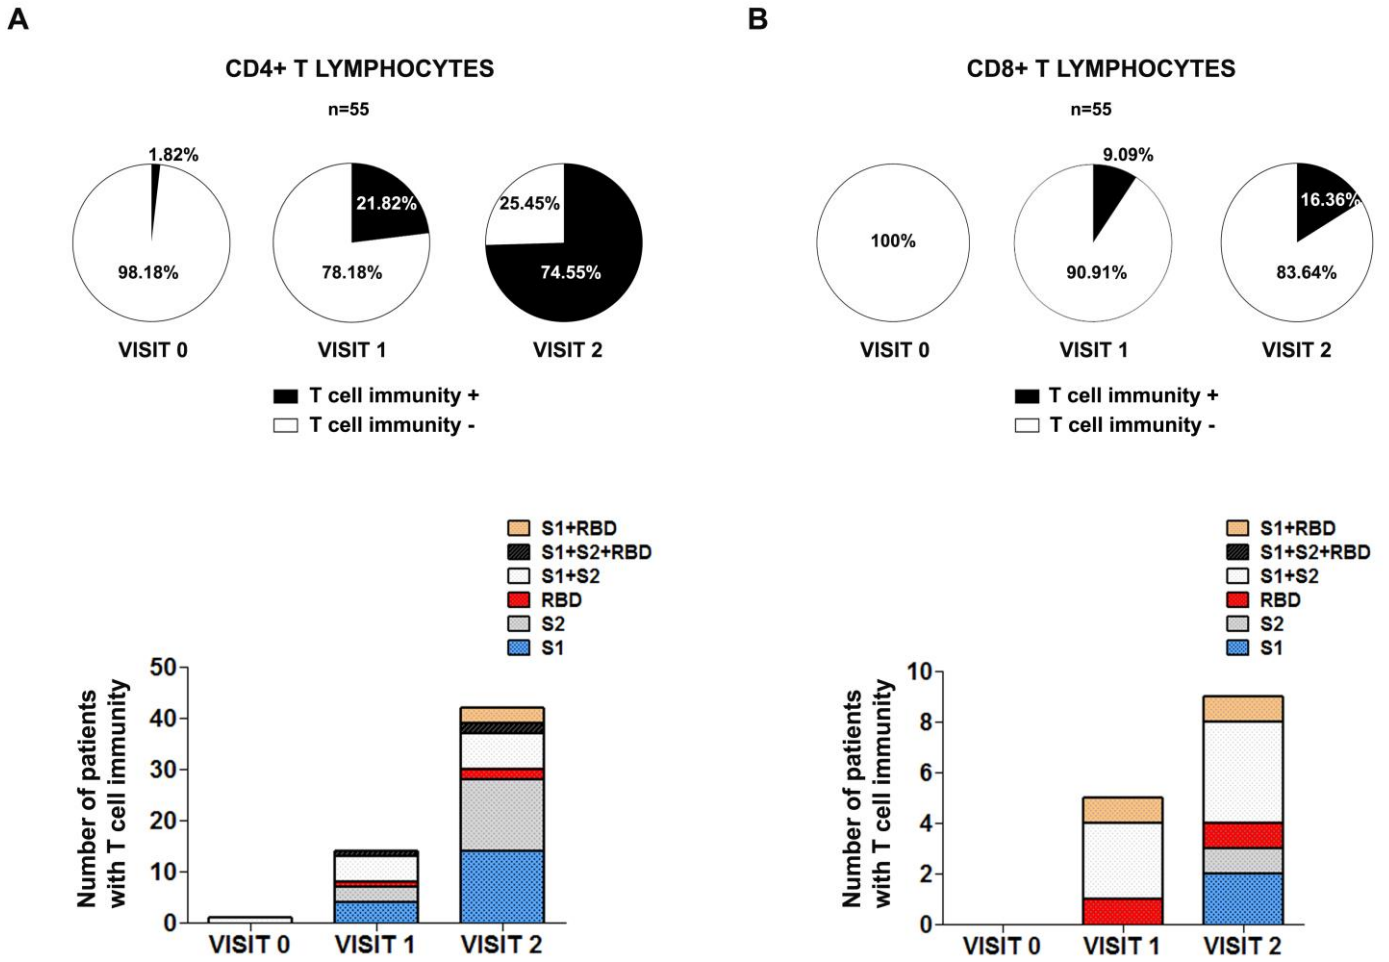 A
CD4+ T LYMPHOCYTES
n=55
1.82%
98.18%
VISIT 0
21.82%
78.18%
VISIT 1
25.45%
74.55%
VISIT 2
T cell immunity +
T cell immunity -
S1+RBD
S1+S2+RBD
S1+S2
RBD
S2
S1
Number of patients
with T cell immunity
50
40
30
20
10
0
VISIT 0
VISIT 1
VISIT 2
B
CD8+ T LYMPHOCYTES
n=55
100%
VISIT 0
9.09%
90.91%
VISIT 1
16.36%
83.64%
VISIT 2
T cell immunity +
T cell immunity -
S1+RBD
S1+S2+RBD
S1+S2
RBD
S2
S1
Number of patients
with T cell immunity
10
8
6
4
2
0
VISIT 0
VISIT 1
VISIT 2